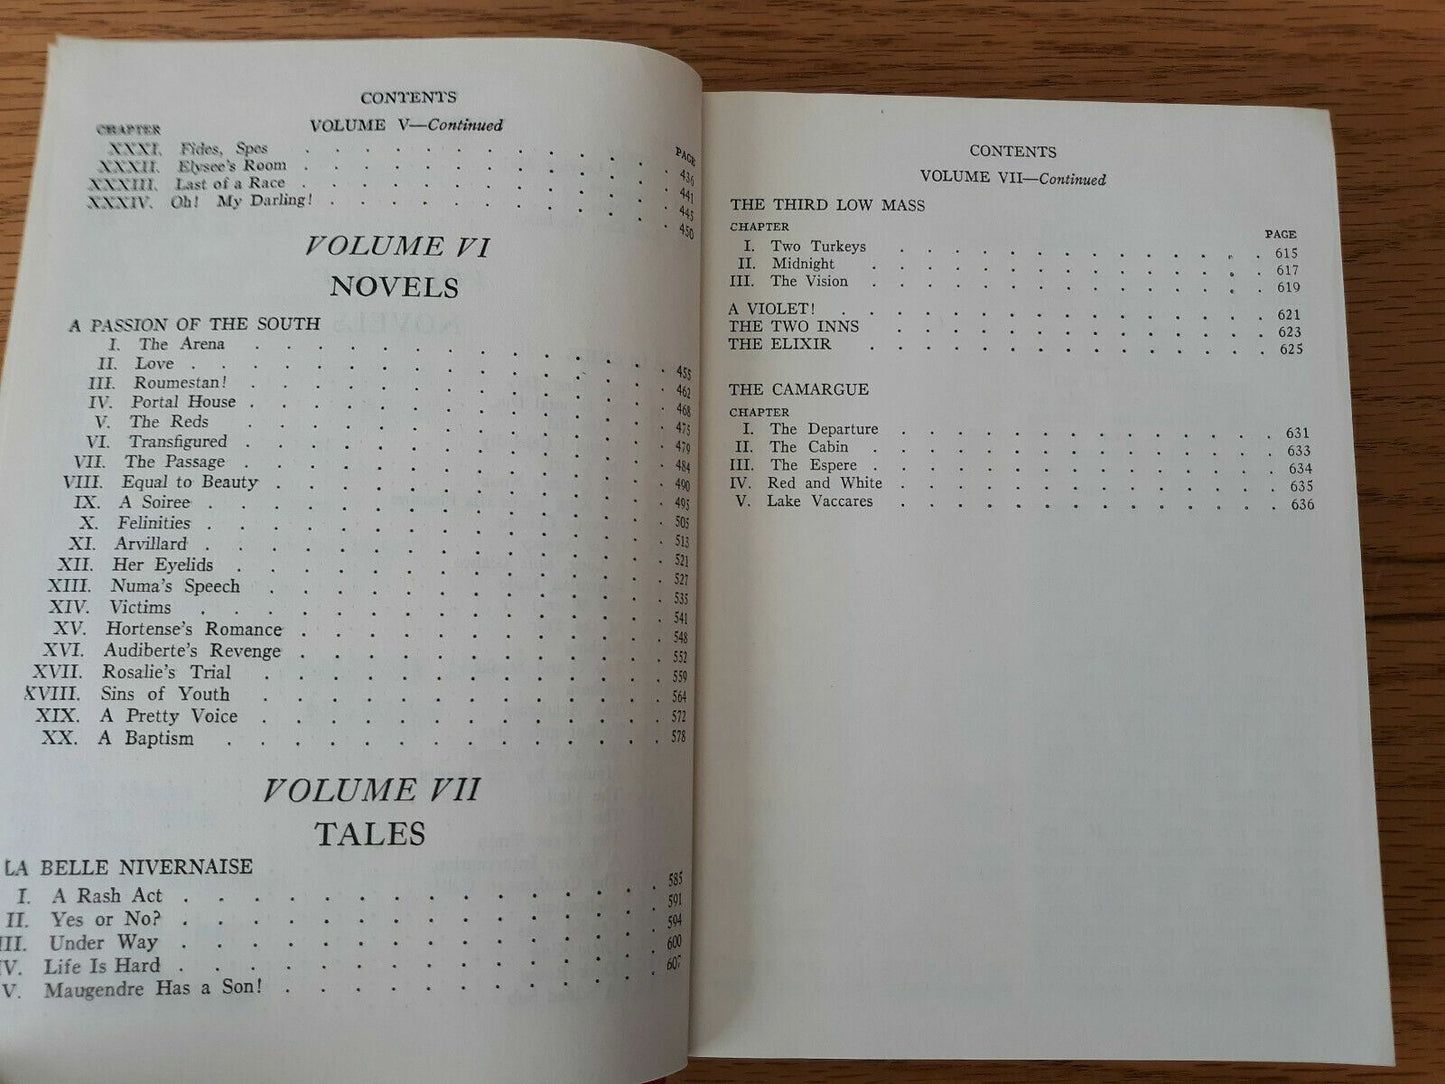 CONTENTS
VOLUME V—Continued
CHAPTER PAGE
XXXI. Fides, Spes . . . . . . . . . . . 436
XXXII. Elysee's Room . . . . . . . . . . . 441
XXXIII. Last of a Race . . . . . . . . . . . 445
XXXIV. Oh! My Darling! . . . . . . . . . . 450
VOLUME VI
NOVELS
A PASSION OF THE SOUTH
I. The Arena . . . . . . . . . . . . 455
II. Love . . . . . . . . . . . . . 462
III. Roumestan! . . . . . . . . . . . . 468
IV. Portal House . . . . . . . . . . . . 475
V. The Reds . . . . . . . . . . . . 479
VI. Transfigured . . . . . . . . . . . . 484
VII. The Passage . . . . . . . . . . . . 490
VIII. Equal to Beauty . . . . . . . . . . . 495
IX. A Soiree . . . . . . . . . . . . . 505
X. Felinities . . . . . . . . . . . . . 513
XI. Arvillard . . . . . . . . . . . . . 521
XII. Her Eyelids . . . . . . . . . . . . 527
XIII. Numa's Speech . . . . . . . . . . . 535
XIV. Victims . . . . . . . . . . . . . 541
XV. Hortense's Romance . . . . . . . . . . 548
XVI. Audiberte's Revenge . . . . . . . . . . 552
XVII. Rosalie's Trial . . . . . . . . . . . 559
XVIII. Sins of Youth . . . . . . . . . . . 564
XIX. A Pretty Voice . . . . . . . . . . . 572
XX. A Baptism . . . . . . . . . . . . 578
VOLUME VII
TALES
LA BELLE NIVERNAISE
I. A Rash Act . . . . . . . . . . . . . 585
II. Yes or No? . . . . . . . . . . . . . 591
III. Under Way . . . . . . . . . . . . . 594
IV. Life Is Hard . . . . . . . . . . . . . 600
V. Maugendre Has a Son! . . . . . . . . . . 607
CONTENTS
VOLUME VII—Continued
THE THIRD LOW MASS
CHAPTER PAGE
I. Two Turkeys . . . . . . . . . . . . . 615
II. Midnight . . . . . . . . . . . . . . 617
III. The Vision . . . . . . . . . . . . . . 619
A VIOLET! . . . . . . . . . . . . . . . 621
THE TWO INNS . . . . . . . . . . . . . 623
THE ELIXIR . . . . . . . . . . . . . . 625
THE CAMARGUE
CHAPTER
I. The Departure . . . . . . . . . . . . . 631
II. The Cabin . . . . . . . . . . . . . . 633
III. The Espere . . . . . . . . . . . . . . 634
IV. Red and White . . . . . . . . . . . . . 635
V. Lake Vaccares . . . . . . . . . . . . . 636